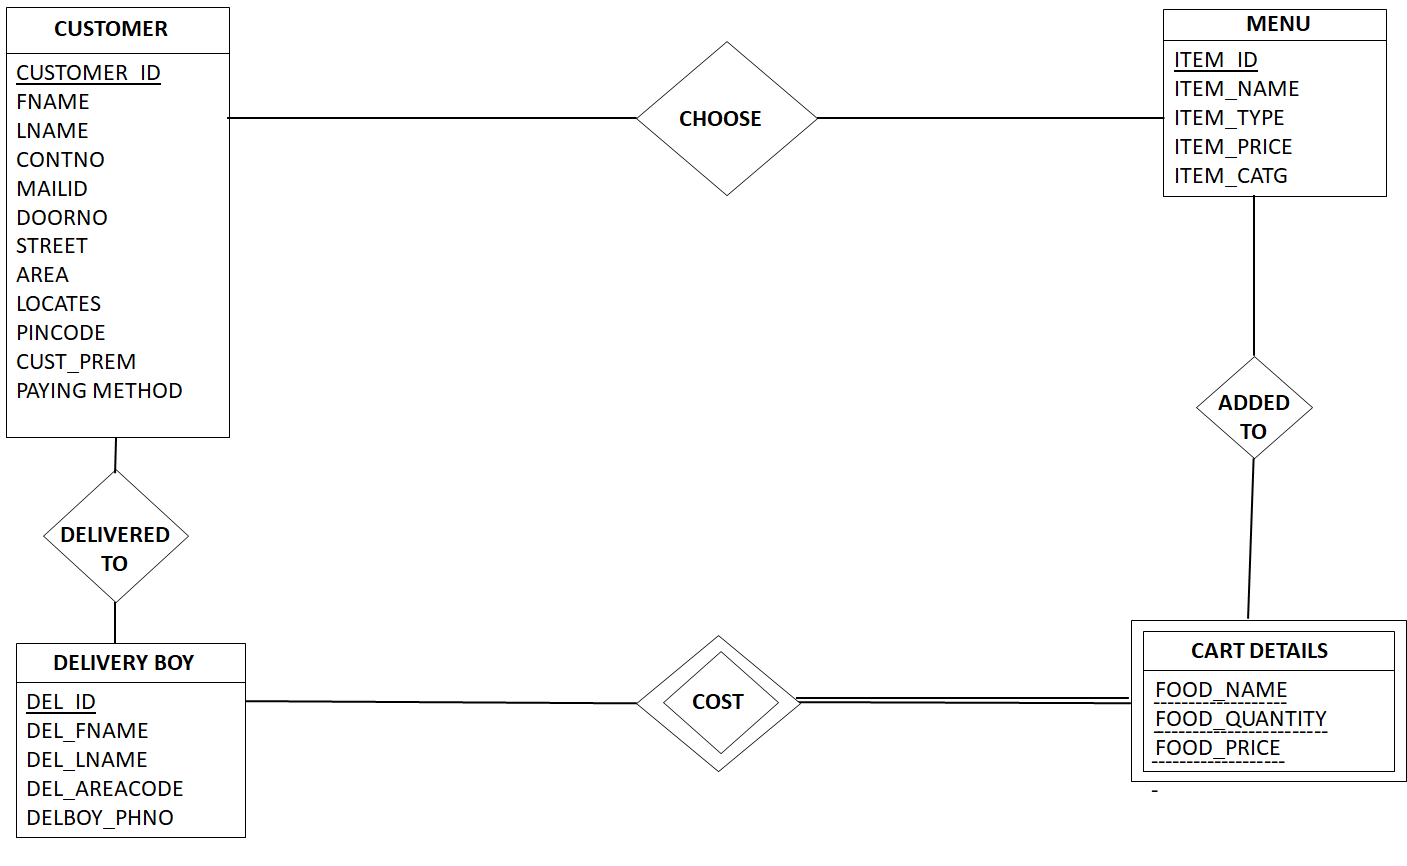 CUSTOMER
CUSTOMER_ID
FNAME
LNAME
CONTNO
MAILID
DOORNO
STREET
AREA
LOCATES
PINCODE
CUST_PREM
PAYING METHOD
CHOOSE
MENU
ITEM_ID
ITEM_NAME
ITEM_TYPE
ITEM_PRICE
ITEM_CATG
ADDED
TO
DELIVERED
TO
DELIVERY BOY
DEL_ID
DEL_FNAME
DEL_LNAME
DEL_AREACODE
DELBOY_PHNO
COST
CART DETAILS
FOOD_NAME
FOOD_QUANTITY
FOOD_PRICE